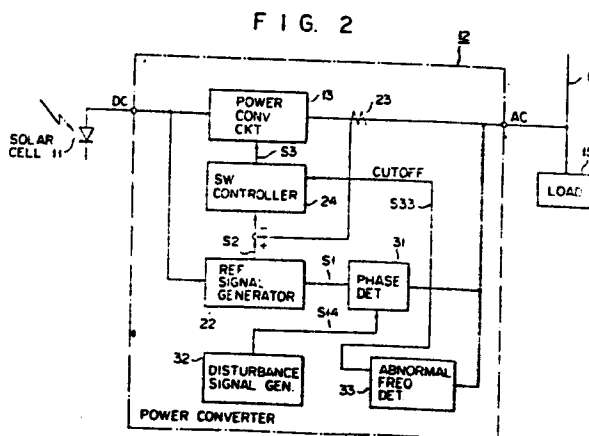 FIG. 2
12
DC
POWER
CONV
CKT
13
23
AC
SOLAR
CELL 11
S3
SW
CONTROLLER
24
CUTOFF
S33
LOAD
S2
-
+
31
REF
SIGNAL
GENERATOR
22
S1
PHASE
DET
S14
32
DISTURBANCE
SIGNAL GEN.
33
ABNORMAL
FREQ
DET
POWER CONVERTER